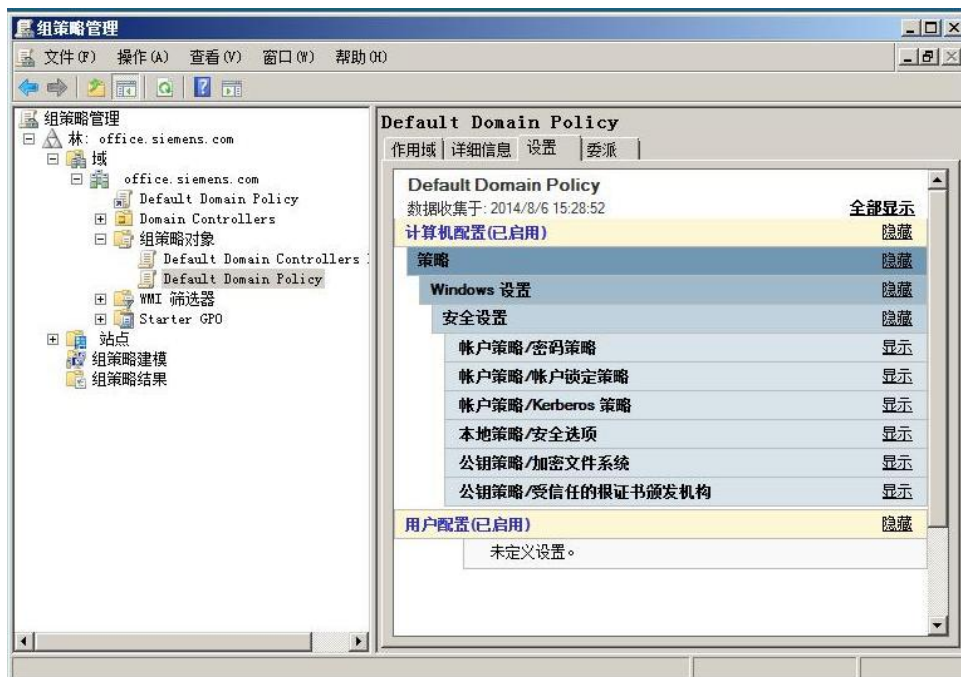 组策略管理
文件(F) 操作(A) 查看(V) 窗口(W) 帮助(H)
组策略管理
林: office.siemens.com
域
office.siemens.com
Default Domain Policy
Domain Controllers
组策略对象
Default Domain Controllers
Default Domain Policy
WMI 筛选器
Starter GPO
站点
组策略建模
组策略结果
Default Domain Policy
作用域 详细信息 设置 委派
Default Domain Policy
数据收集于: 2014/8/6 15:28:52 全部显示
计算机配置(已启用) 隐藏
策略 隐藏
Windows 设置 隐藏
安全设置 隐藏
帐户策略/密码策略 显示
帐户策略/帐户锁定策略 显示
帐户策略/Kerberos 策略 显示
本地策略/安全选项 显示
公钥策略/加密文件系统 显示
公钥策略/受信任的根证书颁发机构 显示
用户配置(已启用) 隐藏
未定义设置。